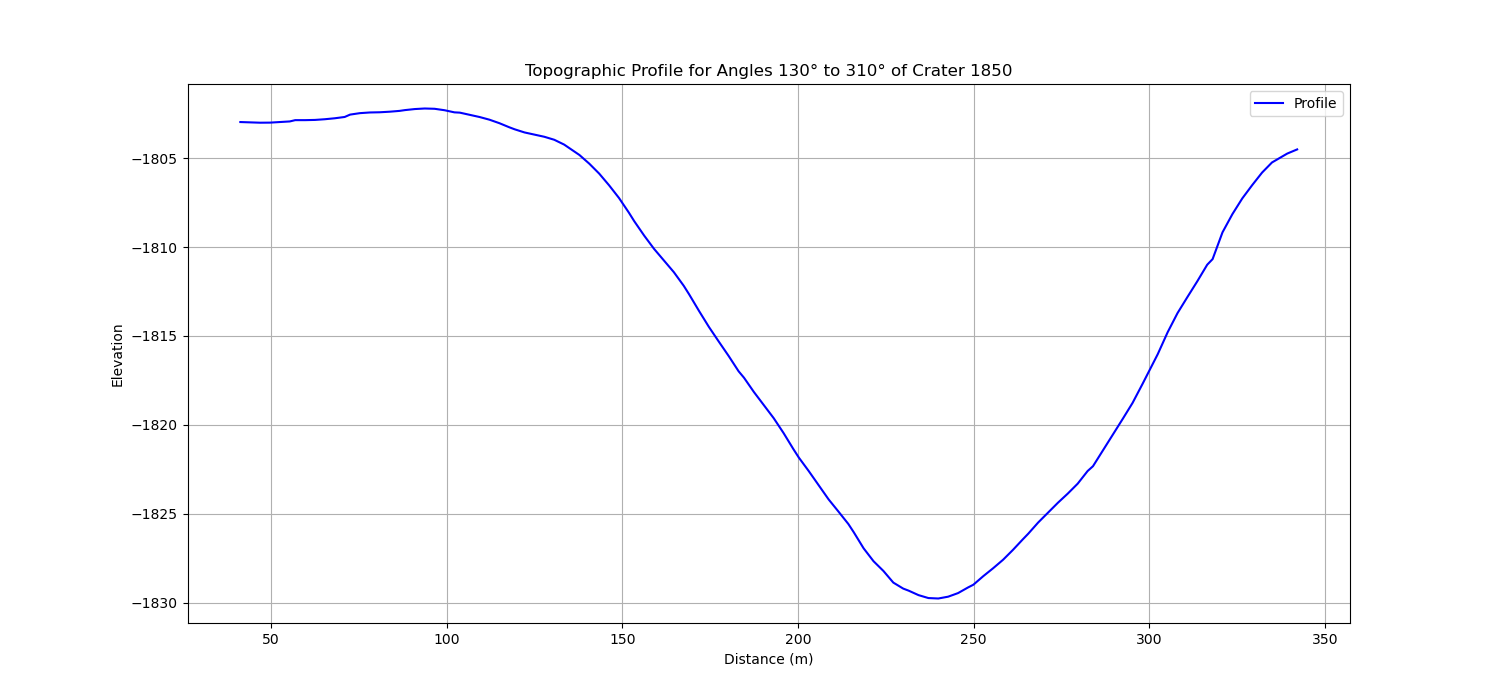 Topographic Profile for Angles 130° to 310° of Crater 1850
Profile
−1805
−1810
−1815
−1820
−1825
−1830
Elevation
50 100 150 200 250 300 350
Distance (m)